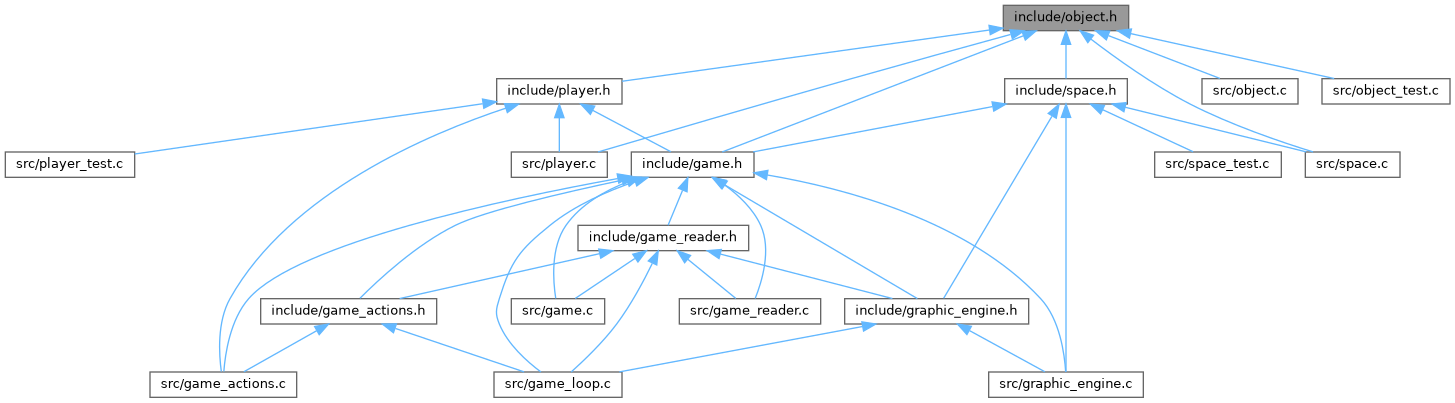 include/object.h
include/player.h
include/space.h
src/object.c
src/object_test.c
src/player_test.c
src/player.c
include/game.h
src/space_test.c
src/space.c
include/game_reader.h
include/game_actions.h
src/game.c
src/game_reader.c
include/graphic_engine.h
src/game_actions.c
src/game_loop.c
src/graphic_engine.c